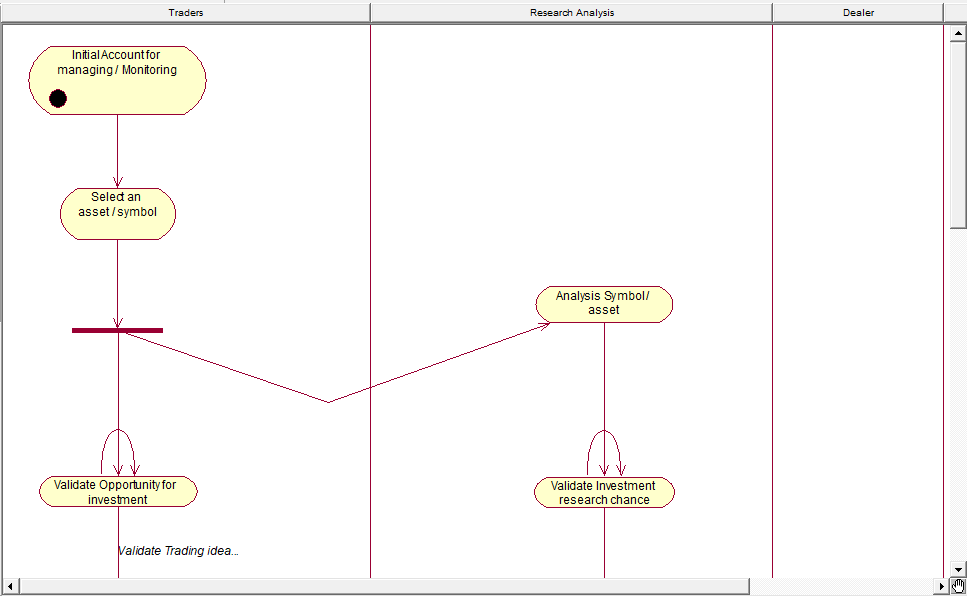 Traders
Research Analysis
Dealer
Initial Account for
managing / Monitoring
Select an
asset / symbol
Analysis Symbol/
asset
Validate Opportunity for
investment
Validate Investment
research chance
Validate Trading idea...